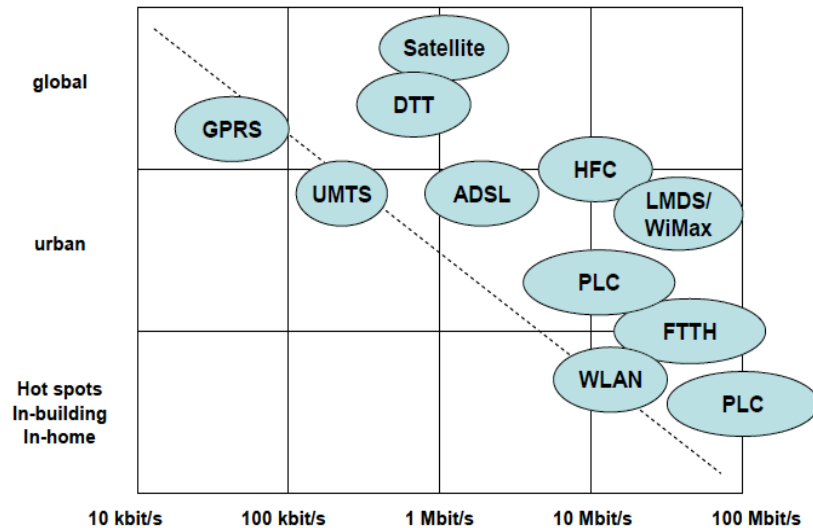 Satellite
global
DTT
GPRS
HFC
UMTS
ADSL
LMDS/
WiMax
urban
PLC
FTTH
WLAN
Hot spots
In-building
In-home
PLC
10 kbit/s
100 kbit/s
1 Mbit/s
10 Mbit/s
100 Mbit/s